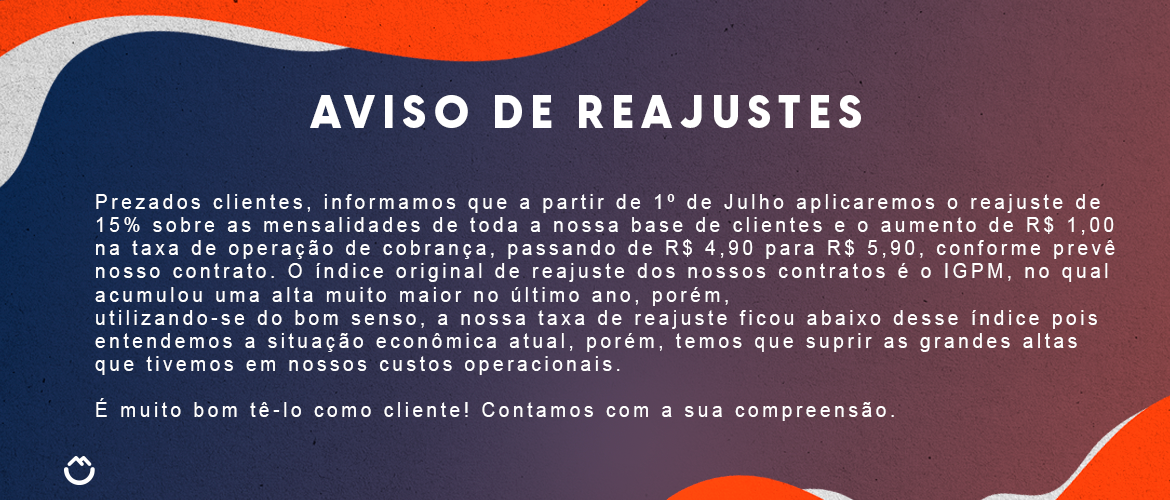 AVISO DE REAJUSTES
Prezados clientes, informamos que a partir de 1º de Julho aplicaremos o reajuste de
15% sobre as mensalidades de toda a nossa base de clientes e o aumento de R$ 1,00
na taxa de operação de cobrança, passando de R$ 4,90 para R$ 5,90, conforme prevê
nosso contrato. O índice original de reajuste dos nossos contratos é o IGPM, no qual
acumulou uma alta muito maior no último ano, porém,
utilizando-se do bom senso, a nossa taxa de reajuste ficou abaixo desse índice pois
entendemos a situação econômica atual, porém, temos que suprir as grandes altas
que tivemos em nossos custos operacionais.
É muito bom tê-lo como cliente! Contamos com a sua compreensão.